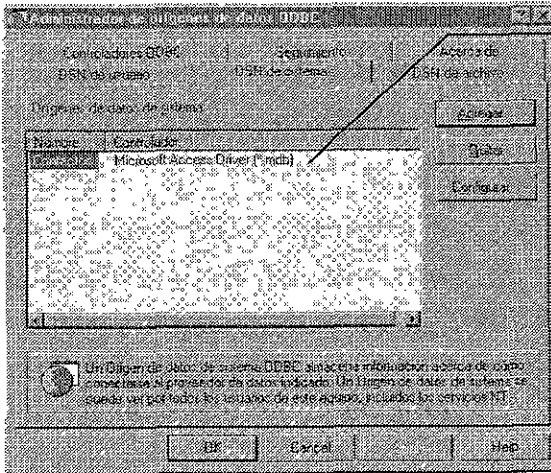 Administrador de orígenes de datos ODBC
Controladores ODBC
Seguimiento
Acerca de
DSN de usuario
DSN de sistema
DSN de archivo
Orígenes de datos de sistema
Agregar
Nombre
Controlador
Microsoft Access Driver (*.mdb)
Quitar
Configurar
Un Origen de datos de sistema ODBC almacena información acerca de cómo
conectarse al proveedor de datos indicado. Un Origen de datos de sistema se
puede ver por todos los usuarios de este equipo, incluidos los servicios NT.
OK
Cancel
Help